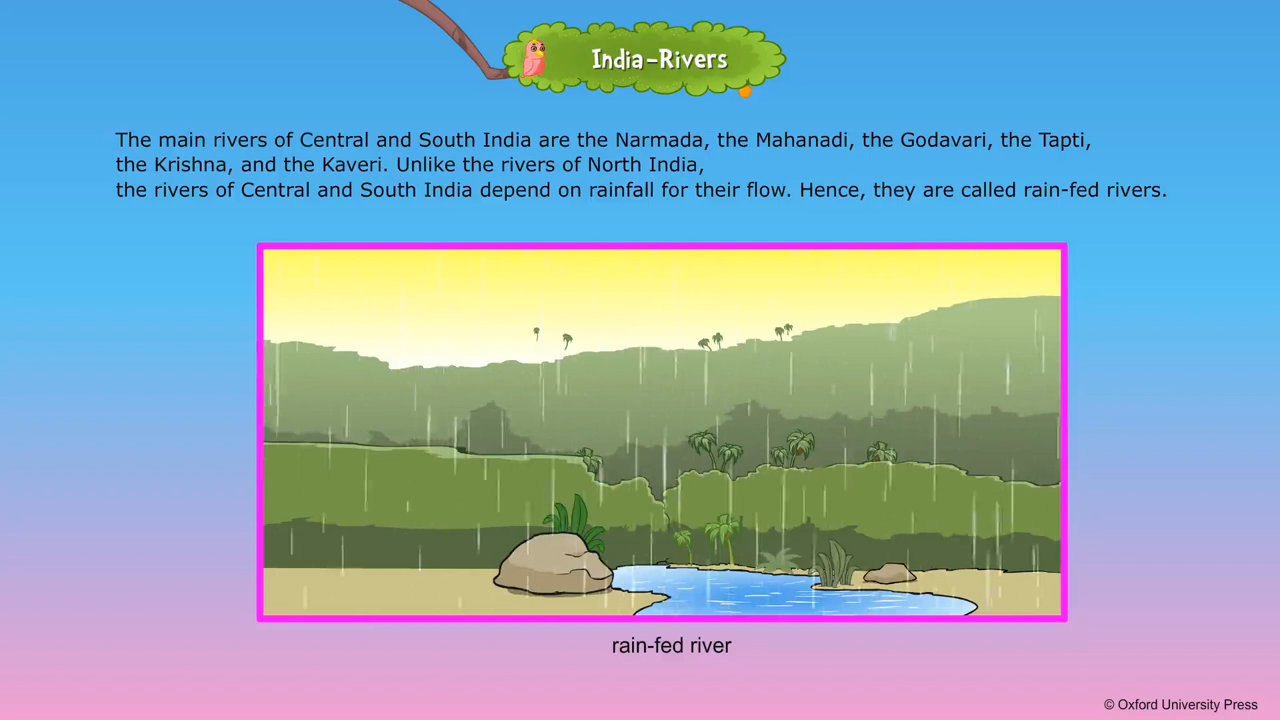 India-Rivers
The main rivers of Central and South India are the Narmada, the Mahanadi, the Godavari, the Tapti,
the Krishna, and the Kaveri. Unlike the rivers of North India,
the rivers of Central and South India depend on rainfall for their flow. Hence, they are called rain-fed rivers.
rain-fed river
© Oxford University Press